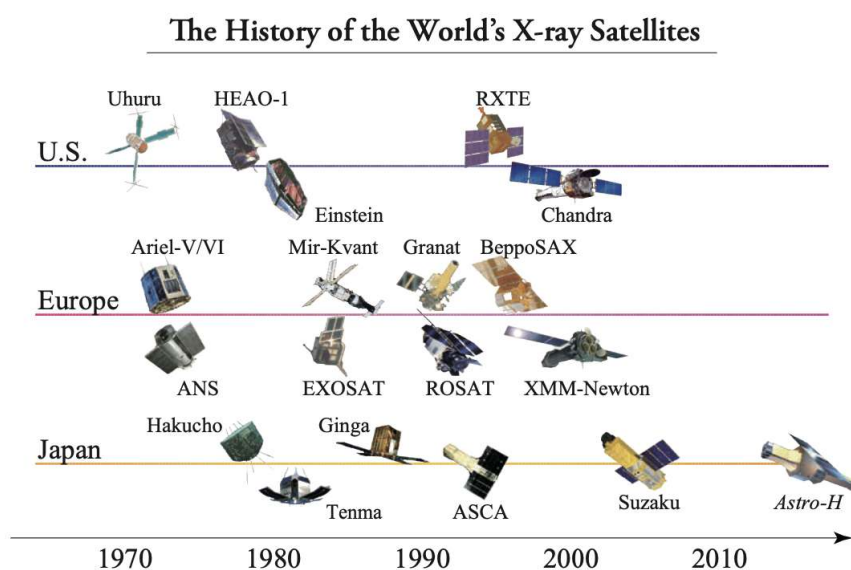 The History of the World's X-ray Satellites
Uhuru HEAO-1 RXTE
U.S.
Einstein Chandra
Ariel-V/VI Mir-Kvant Granat BeppoSAX
Europe
ANS EXOSAT ROSAT XMM-Newton
Hakucho Ginga
Japan
Tenma ASCA Suzaku Astro-H
1970 1980 1990 2000 2010